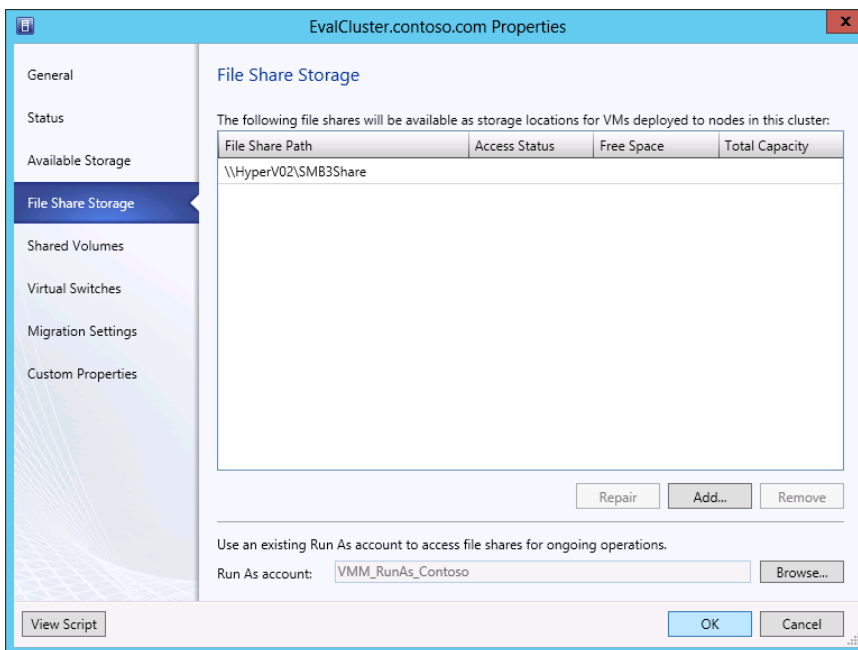 EvalCluster.contoso.com Properties
x
General
Status
Available Storage
File Share Storage
Shared Volumes
Virtual Switches
Migration Settings
Custom Properties
File Share Storage
The following file shares will be available as storage locations for VMs deployed to nodes in this cluster:
File Share Path Access Status Free Space Total Capacity
\\HyperV02\SMB3Share
Repair Add... Remove
Use an existing Run As account to access file shares for ongoing operations.
Run As account: VMM_RunAs_Contoso Browse...
View Script OK Cancel